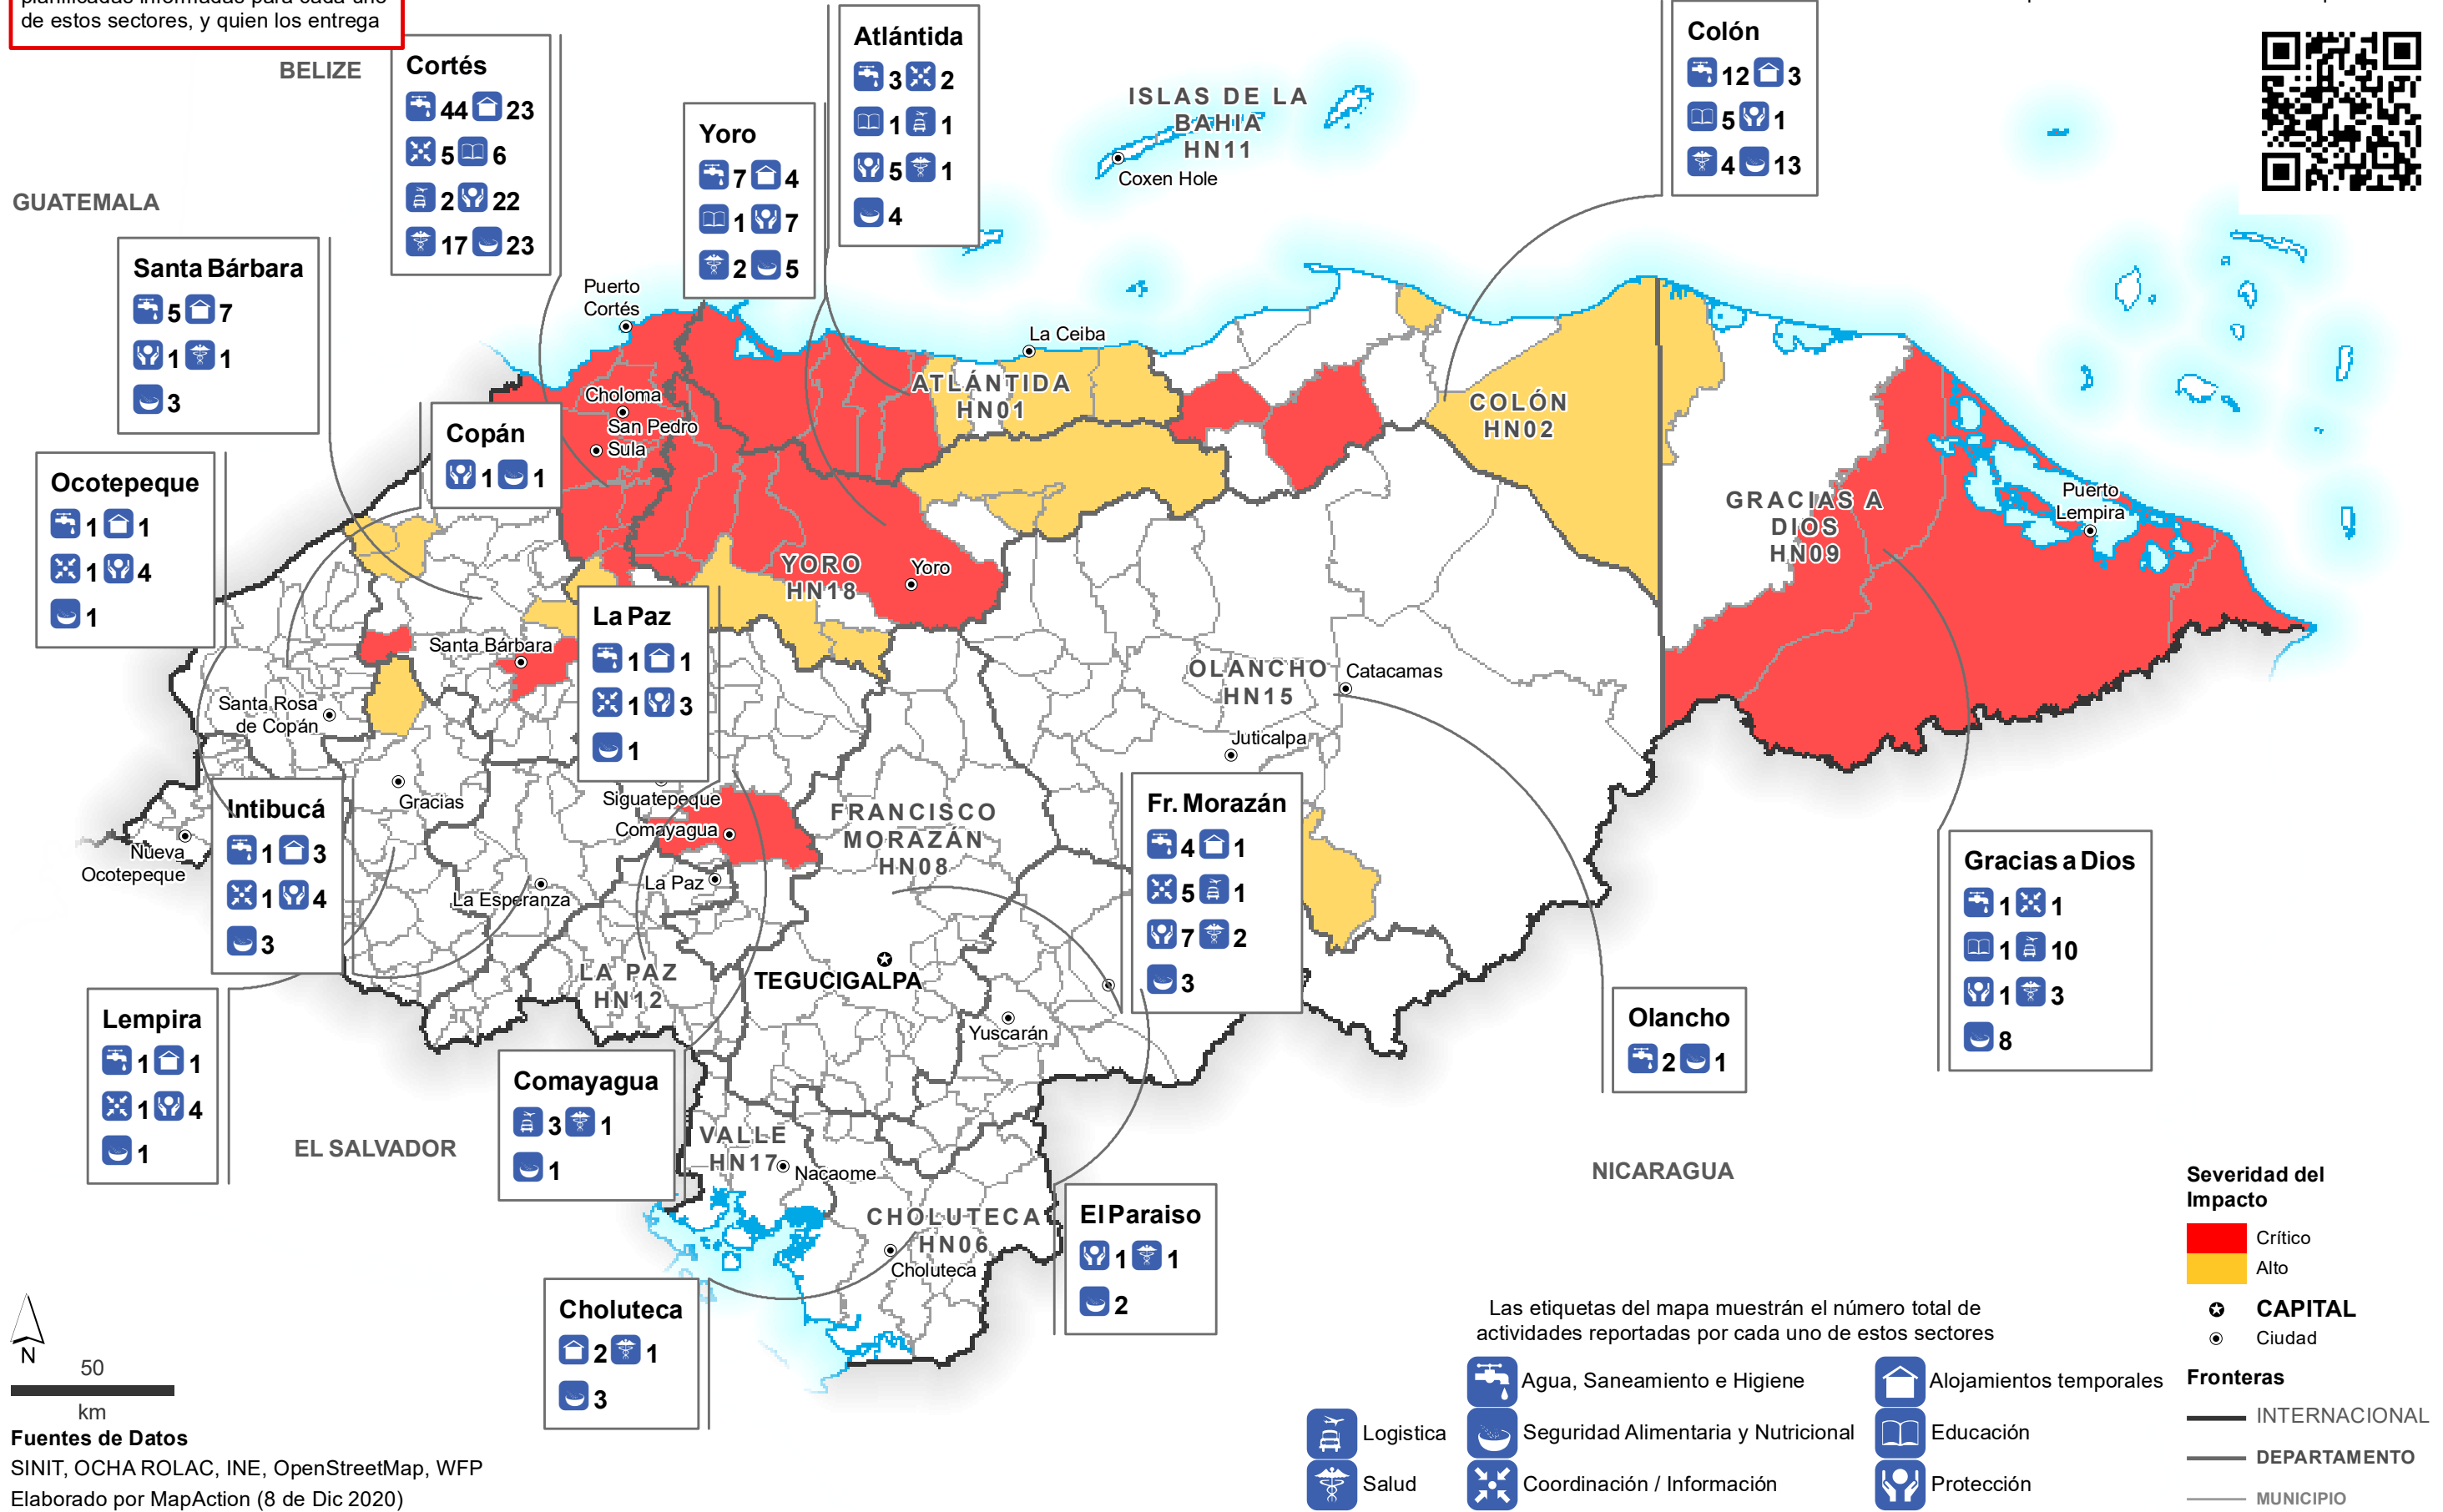 de estos sectores, y quien los entrega
BELIZE
GUATEMALA
Cortés
44 23
5 6
2 22
17 23
Yoro
7 4
1 7
2 5
Atlántida
3 2
1 1
5 1
4
ISLAS DE LA
BAHIA
HN11
Coxen Hole
Colón
12 3
5 1
4 13
Santa Bárbara
5 7
1 1
3
Puerto
Cortés
La Ceiba
Choloma
San Pedro
Sula
ATLÁNTIDA
HN01
COLÓN
HN02
Copán
1 1
Ocotepeque
1 1
1 4
1
GRACIAS A
DIOS
HN09
Puerto
Lempira
YORO
HN18
Yoro
La Paz
1 1
1 3
1
Santa Bárbara
Santa Rosa
de Copán
OLANCHO
HN15
Catacamas
Juticalpa
Gracias
Siguatepeque
Comayagua
FRANCISCO
MORAZÁN
HN08
Intibucá
1 3
1 4
3
Nueva
Ocotepeque
La Esperanza
La Paz
Fr. Morazán
4 1
5 1
7 2
3
Gracias a Dios
1 1
1 10
1 3
8
LA PAZ
HN12
TEGUCIGALPA
Yuscarán
Lempira
1 1
1 4
1
Olancho
2 1
Comayagua
3 1
1
EL SALVADOR
VALLE
HN17
Nacaome
NICARAGUA
CHOLUTECA
HN06
Choluteca
El Paraiso
1 1
2
Choluteca
2 1
3
Severidad del
Impacto
Crítico
Alto
CAPITAL
Ciudad
Fronteras
INTERNACIONAL
DEPARTAMENTO
MUNICIPIO
Las etiquetas del mapa muestrán el número total de
actividades reportadas por cada uno de estos sectores
Agua, Saneamiento e Higiene
Alojamientos temporales
Logistica
Seguridad Alimentaria y Nutricional
Educación
Salud
Coordinación / Información
Protección
N
50
km
Fuentes de Datos
SINIT, OCHA ROLAC, INE, OpenStreetMap, WFP
Elaborado por MapAction (8 de Dic 2020)